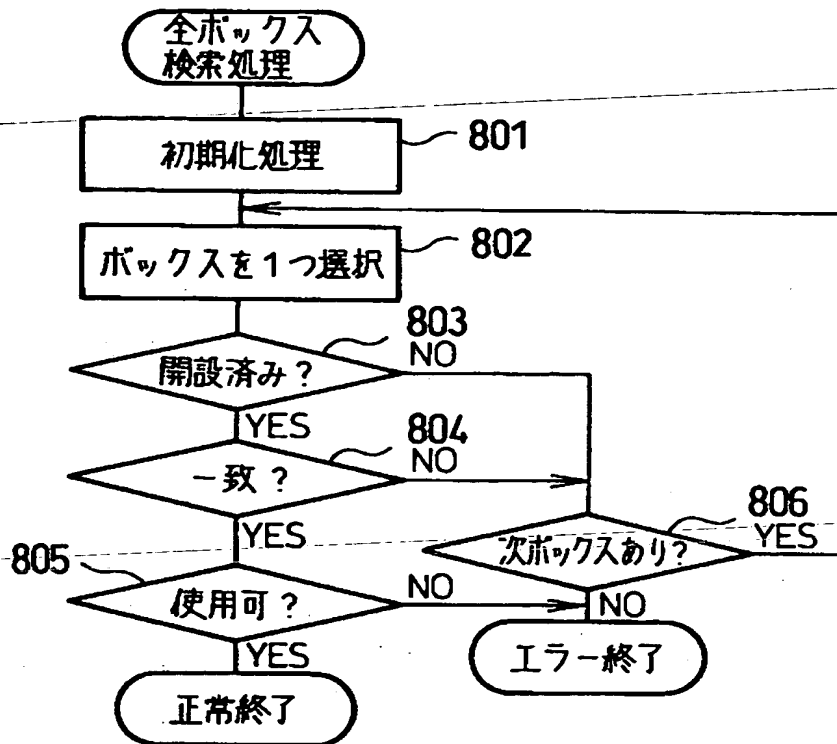 全ボックス
検索処理
初期化処理
801
ボックスを1つ選択
802
開設済み?
803
NO
YES
一致?
804
NO
YES
次ボックスあり?
806
YES
NO
805
使用可?
NO
YES
エラー終了
正常終了